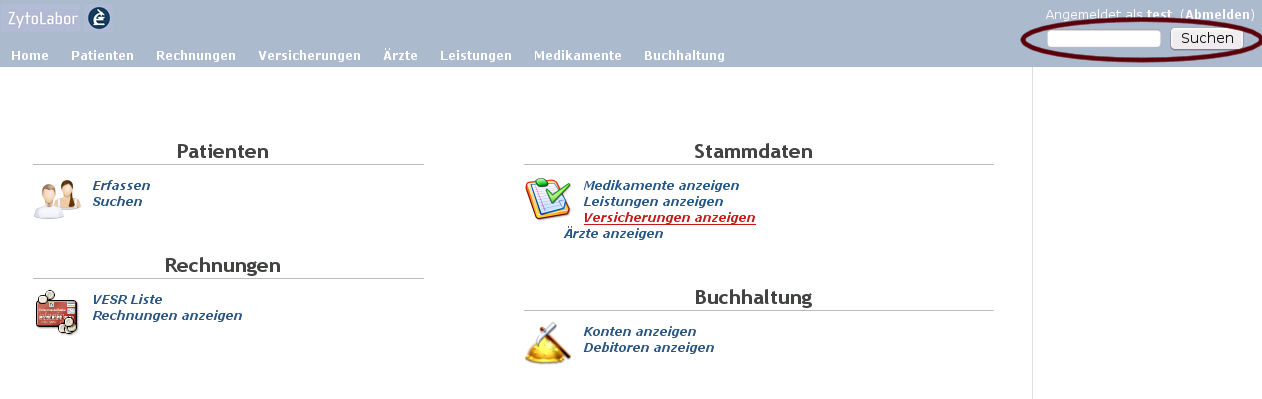 ZytoLabor
Angemeldet als test. (Abmelden)
Suchen
Home Patienten Rechnungen Versicherungen Ärzte Leistungen Medikamente Buchhaltung
Patienten
Erfassen
Suchen
Rechnungen
VESR Liste
Rechnungen anzeigen
Stammdaten
Medikamente anzeigen
Leistungen anzeigen
Versicherungen anzeigen
Ärzte anzeigen
Buchhaltung
Konten anzeigen
Debitoren anzeigen